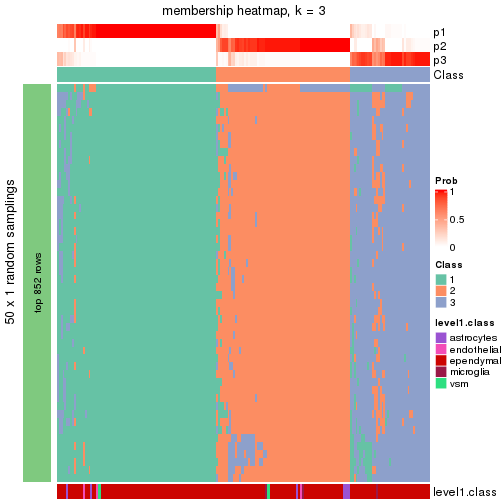 membership heatmap, k = 3
p1
p2
p3
Class
50 x 1 random samplings
top 852 rows
Prob
1
0.5
0
Class
1
2
3
level1.class
astrocytes
endothelial
ependymal
microglia
vsm
level1.class